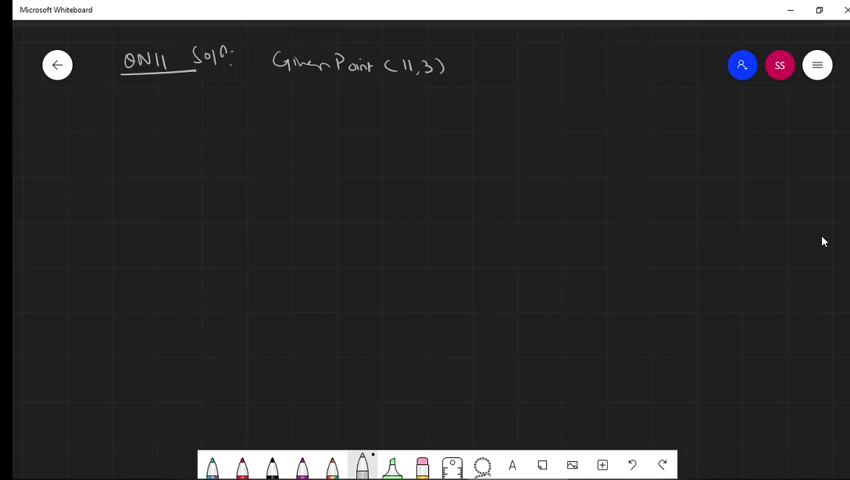 Microsoft Whiteboard
QN11 Solⁿ: Given Point (11,3)
SS
A